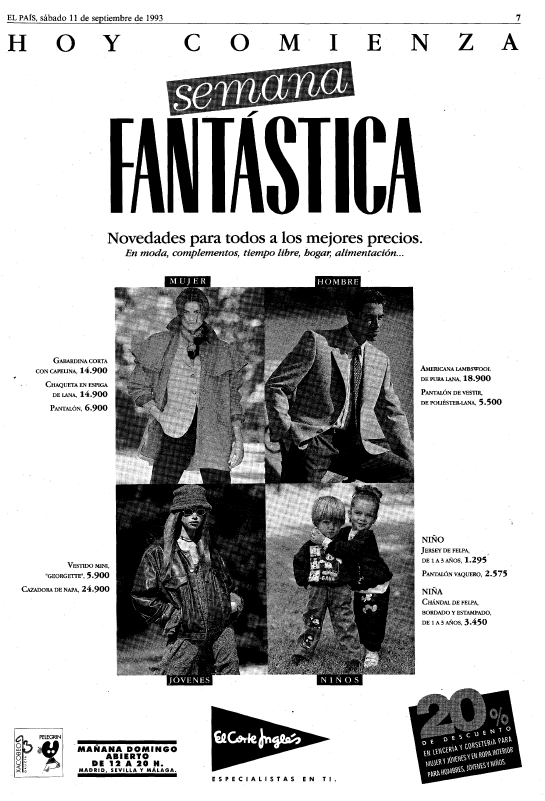 EL PAÍS, sábado 11 de septiembre de 1993
7
HOY COMIENZA
semana
FANTÁSTICA
Novedades para todos a los mejores precios.
En moda, complementos, tiempo libre, hogar, alimentación...
MUJER
HOMBRE
GABARDINA CORTA
CON CAPELINA, 14.900
CHAQUETA EN ESPIGA
DE LANA, 14.900
PANTALÓN, 6.900
AMERICANA LAMBSWOOL
DE PURA LANA, 18.900
PANTALÓN DE VESTIR,
DE POLIÉSTER-LANA, 5.500
VESTIDO MINI,
"GEORGETTE", 5.900
CAZADORA DE NAPA, 24.900
NIÑO
JERSEY DE FELPA,
DE 1 A 3 AÑOS, 1.295
PANTALÓN VAQUERO, 2.575
NIÑA
CHÁNDAL DE FELPA,
BORDADO Y ESTAMPADO,
DE 1 A 3 AÑOS, 3.450
JÓVENES
NIÑOS
XACOBEO 93
PELEGRIN
MAÑANA DOMINGO
ABIERTO
DE 12 A 20 H.
MADRID, SEVILLA Y MÁLAGA.
El Corte Inglés
ESPECIALISTAS EN TI.
20%
DE DESCUENTO
EN LENCERIA Y CORSETERIA PARA
MUJER Y JOVENES Y EN ROPA INTERIOR
PARA HOMBRES, JOVENES Y NIÑOS